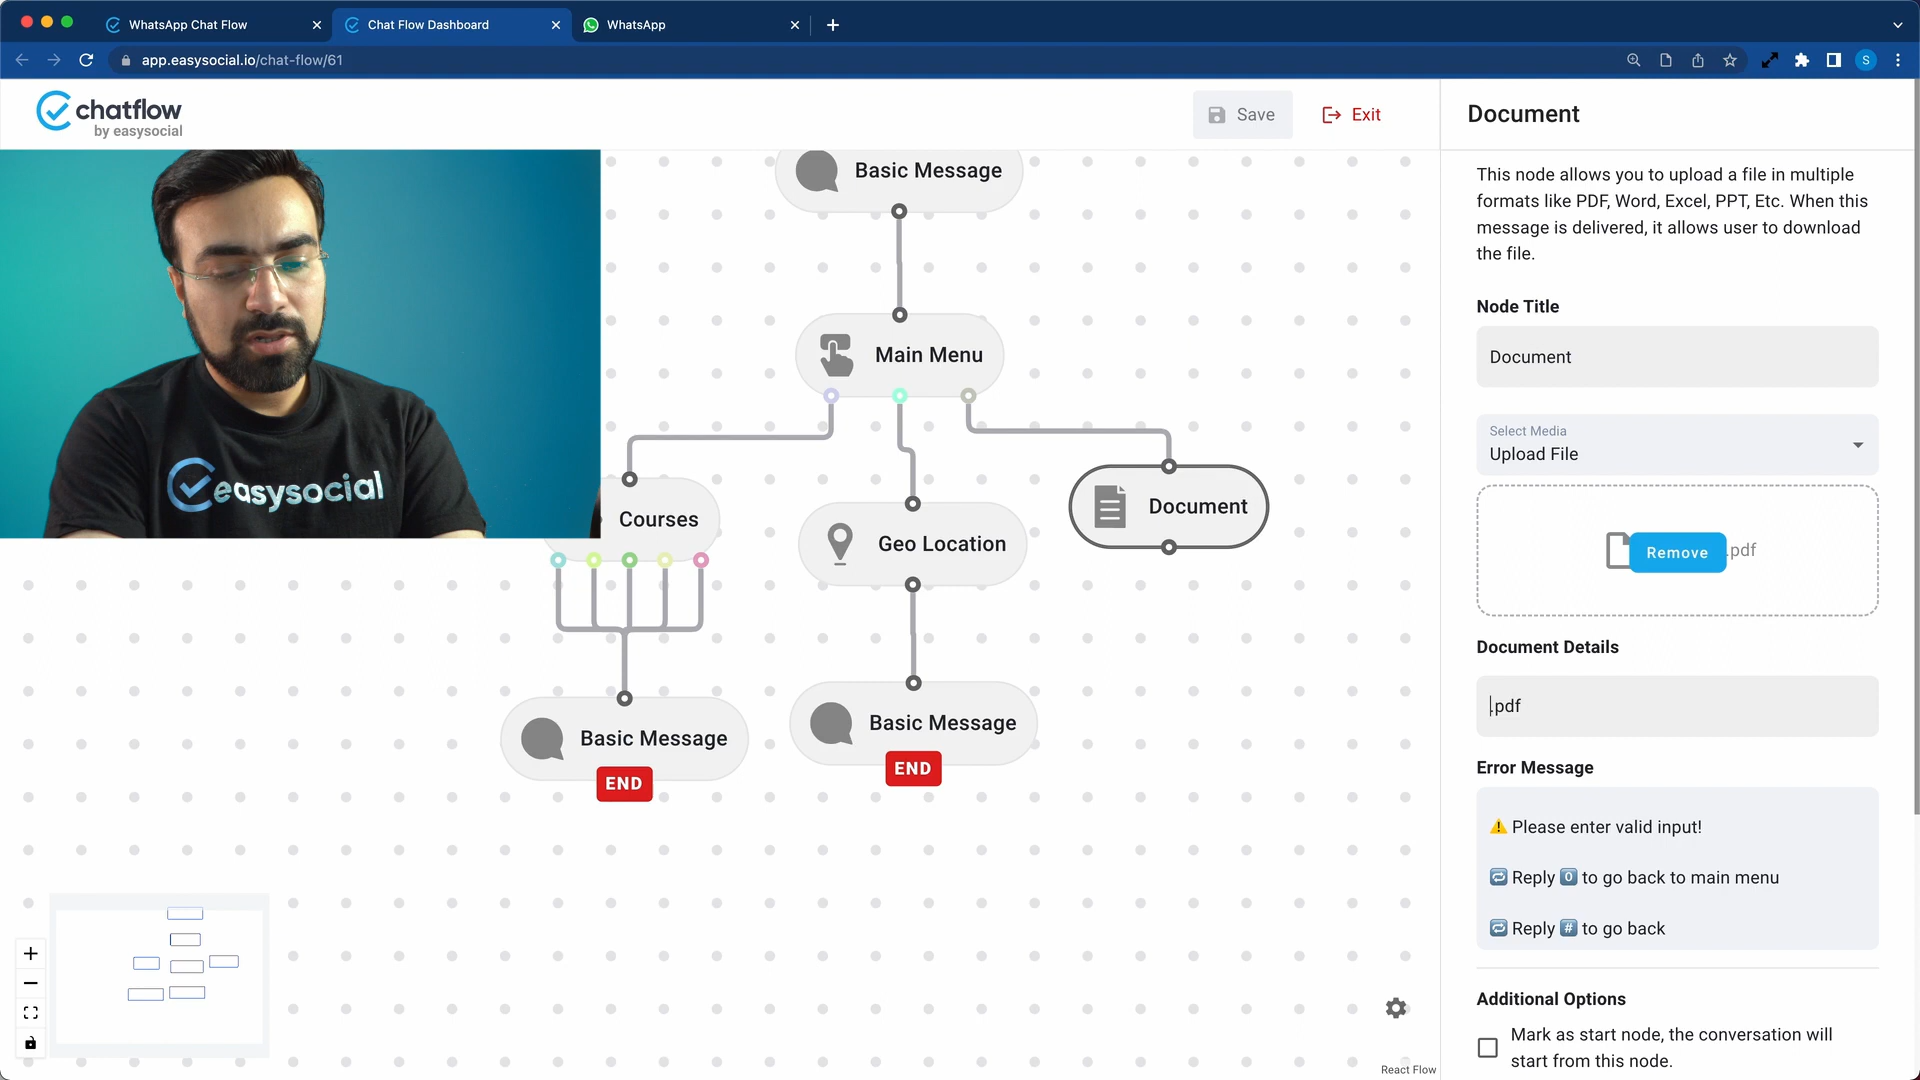 WhatsApp Chat Flow
Chat Flow Dashboard
WhatsApp
app.easysocial.io/chat-flow/61
S
chatflow
by easysocial
Save
Exit
Document
This node allows you to upload a file in multiple
formats like PDF, Word, Excel, PPT, Etc. When this
message is delivered, it allows user to download
the file.
Node Title
Document
Select Media
Upload File
Remove
.pdf
Document Details
.pdf
Error Message
⚠️ Please enter valid input!
🔁 Reply 0️⃣ to go back to main menu
🔁 Reply #️⃣ to go back
Additional Options
Mark as start node, the conversation will
start from this node.
Basic Message
Main Menu
Courses
Geo Location
Document
Basic Message
END
Basic Message
END
easysocial
React Flow